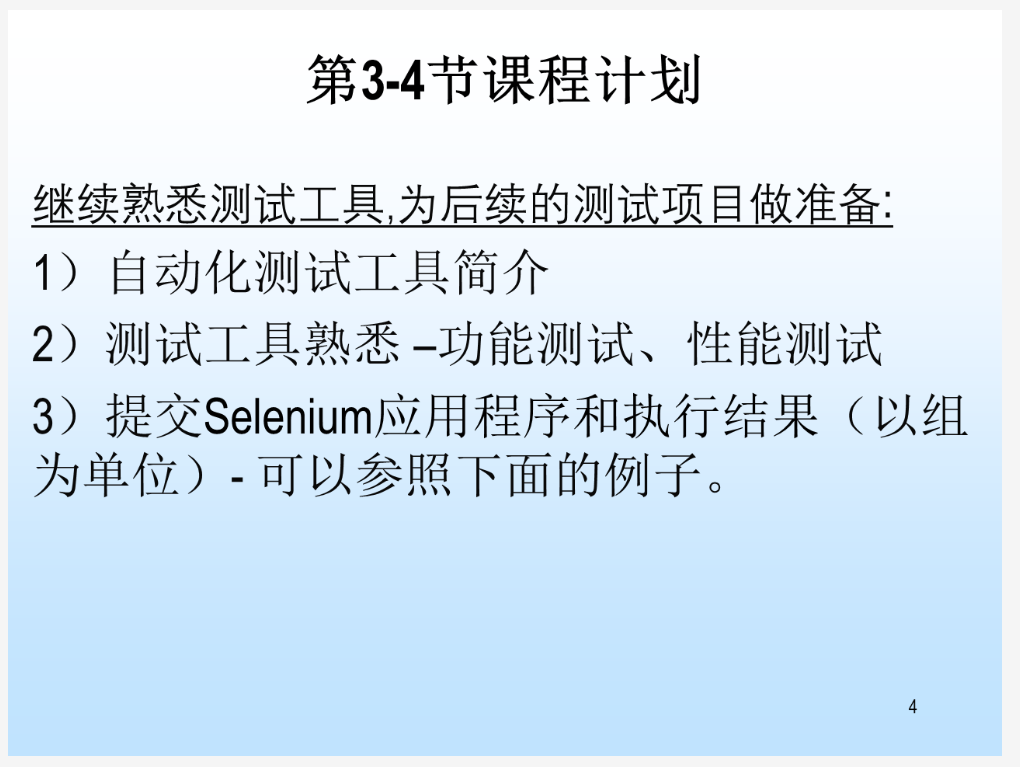 第3-4节课程计划
继续熟悉测试工具,为后续的测试项目做准备:
1）自动化测试工具简介
2）测试工具熟悉 –功能测试、性能测试
3）提交Selenium应用程序和执行结果（以组
为单位）- 可以参照下面的例子。
4